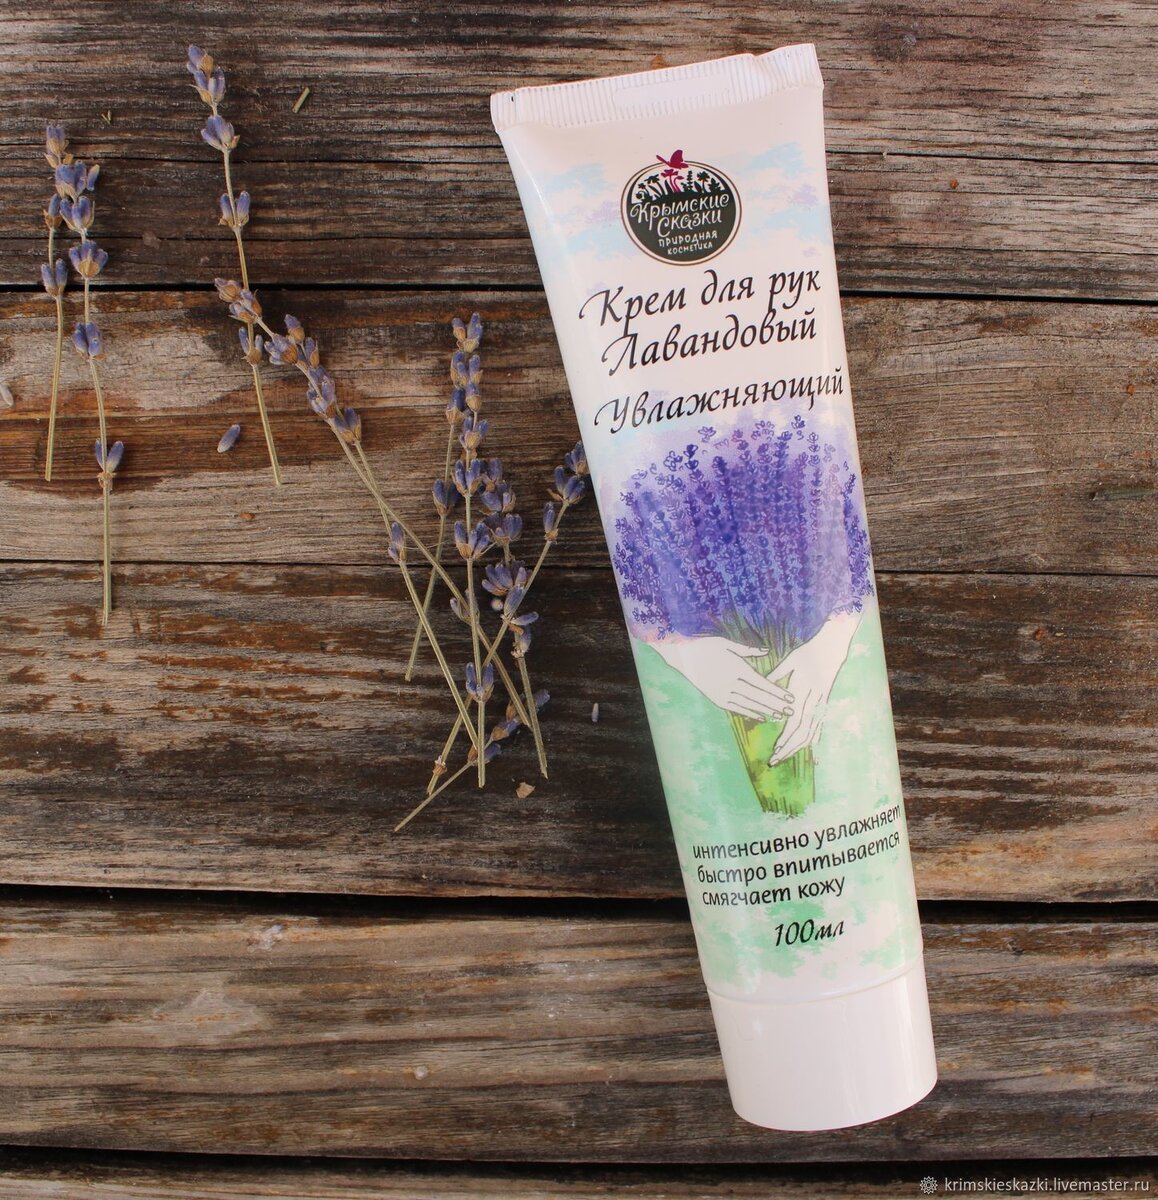 Крымские
Сказки
природная
косметика
Крем для рук
Лавандовый
Увлажняющий
интенсивно увлажняет
быстро впитывается
смягчает кожу
100мл
krimskieskazki.livemaster.ru